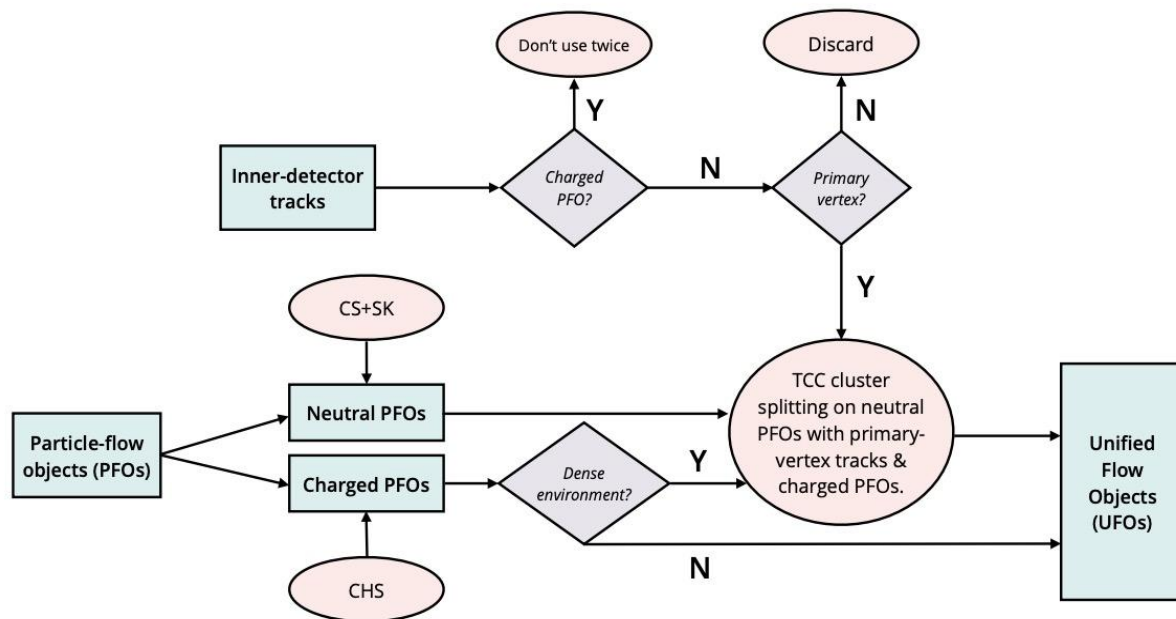 Don't use twice
Discard
Y
N
Inner-detector
tracks
Charged
PFO?
N
Primary
vertex?
Y
CS+SK
Neutral PFOs
TCC cluster
splitting on neutral
PFOs with primary-
vertex tracks &
charged PFOs.
Particle-flow
objects (PFOs)
Charged PFOs
Dense
environment?
Y
Unified
Flow
Objects
(UFOs)
N
CHS